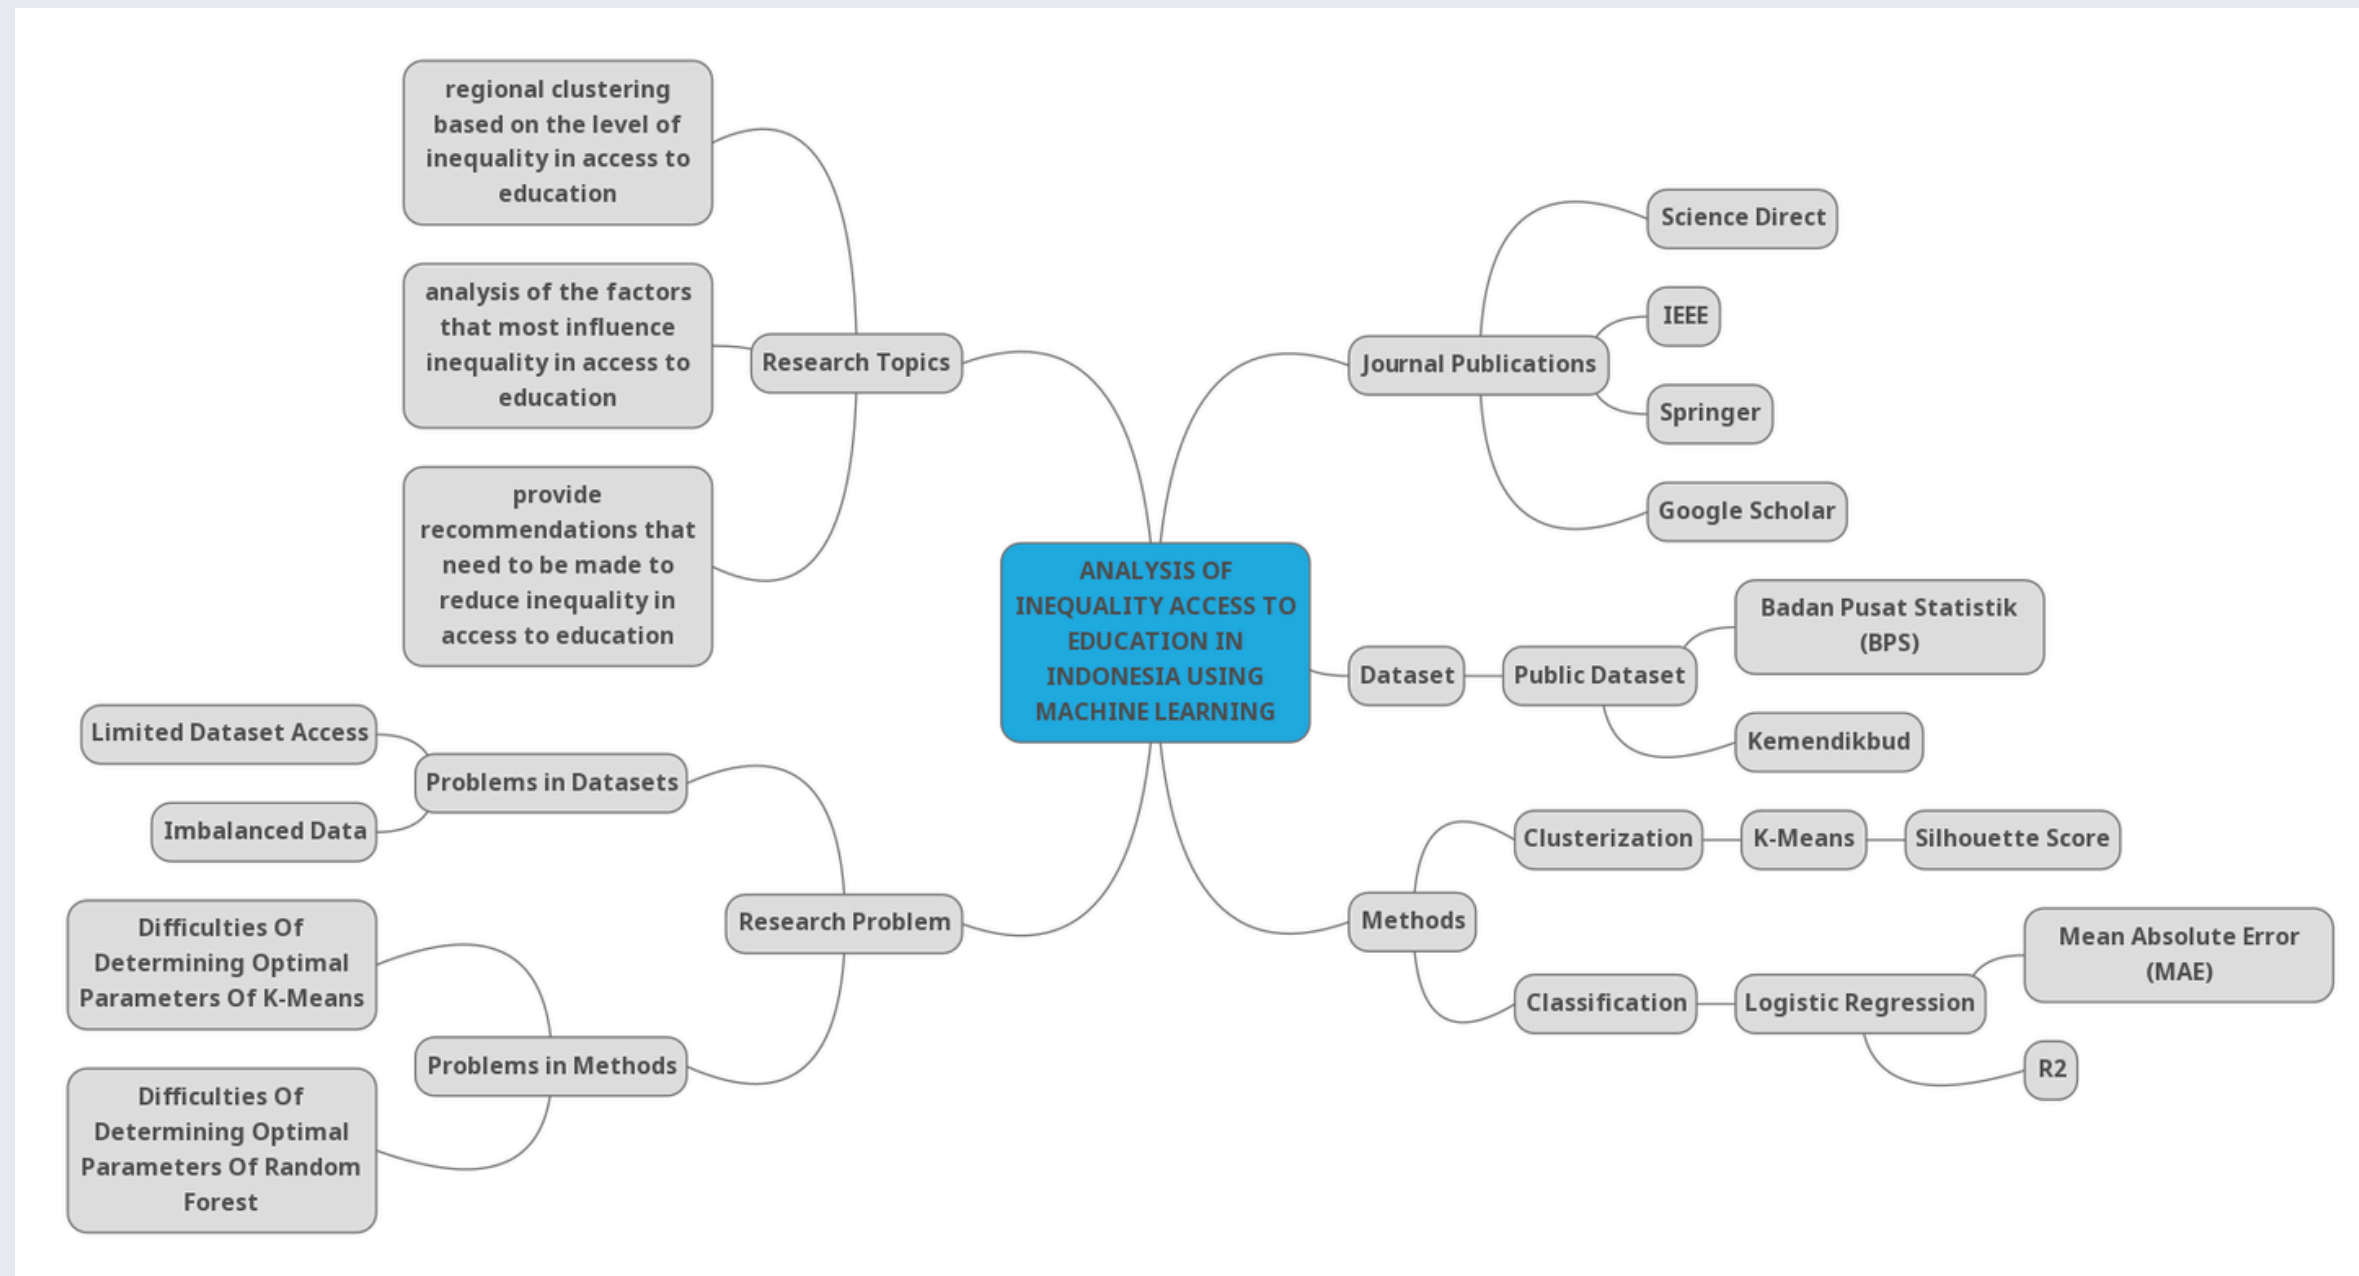 regional clustering
based on the level of
inequality in access to
education
analysis of the factors
that most influence
inequality in access to
education
provide
recommendations that
need to be made to
reduce inequality in
access to education
Research Topics
Limited Dataset Access
Imbalanced Data
Problems in Datasets
Difficulties Of
Determining Optimal
Parameters Of K-Means
Difficulties Of
Determining Optimal
Parameters Of Random
Forest
Problems in Methods
Research Problem
ANALYSIS OF
INEQUALITY ACCESS TO
EDUCATION IN
INDONESIA USING
MACHINE LEARNING
Journal Publications
Science Direct
IEEE
Springer
Google Scholar
Dataset
Public Dataset
Badan Pusat Statistik
(BPS)
Kemendikbud
Methods
Clusterization
K-Means
Silhouette Score
Classification
Logistic Regression
Mean Absolute Error
(MAE)
R2